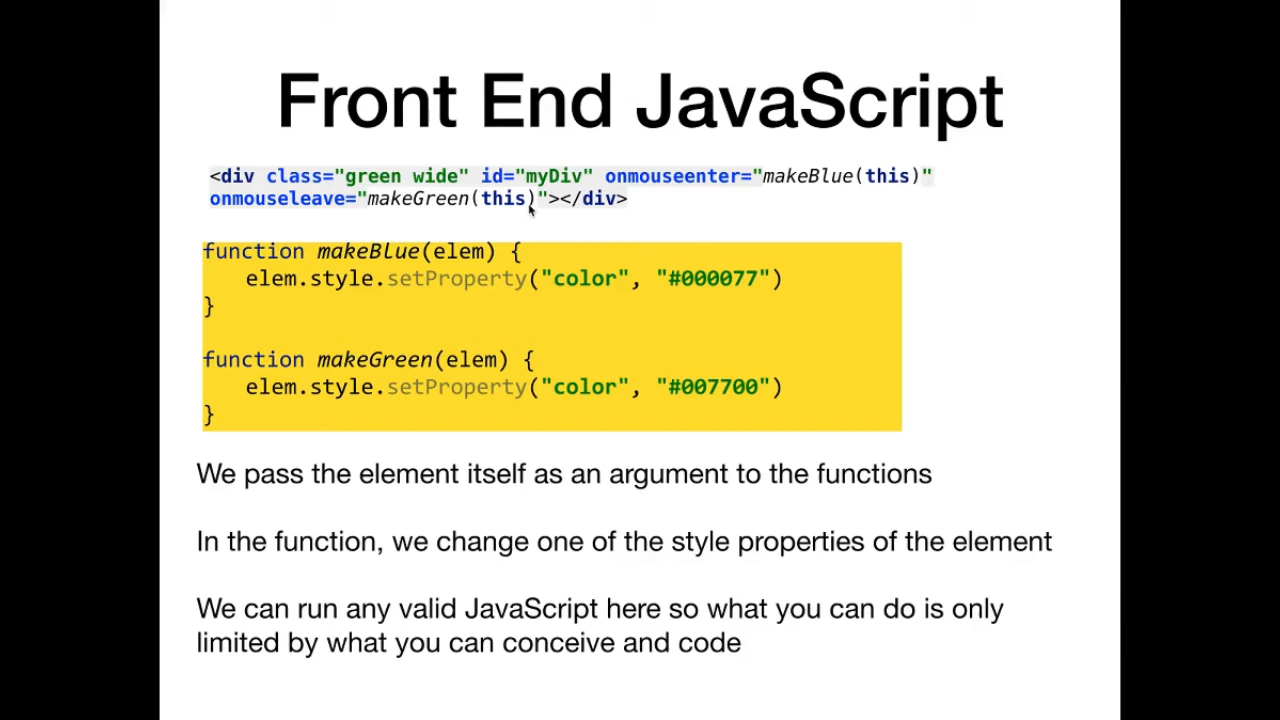 Front End JavaScript
<div class="green wide" id="myDiv" onmouseenter="makeBlue(this)"
onmouseleave="makeGreen(this)"></div>
function makeBlue(elem) {
elem.style.setProperty("color", "#000077")
}
function makeGreen(elem) {
elem.style.setProperty("color", "#007700")
}
We pass the element itself as an argument to the functions
In the function, we change one of the style properties of the element
We can run any valid JavaScript here so what you can do is only
limited by what you can conceive and code